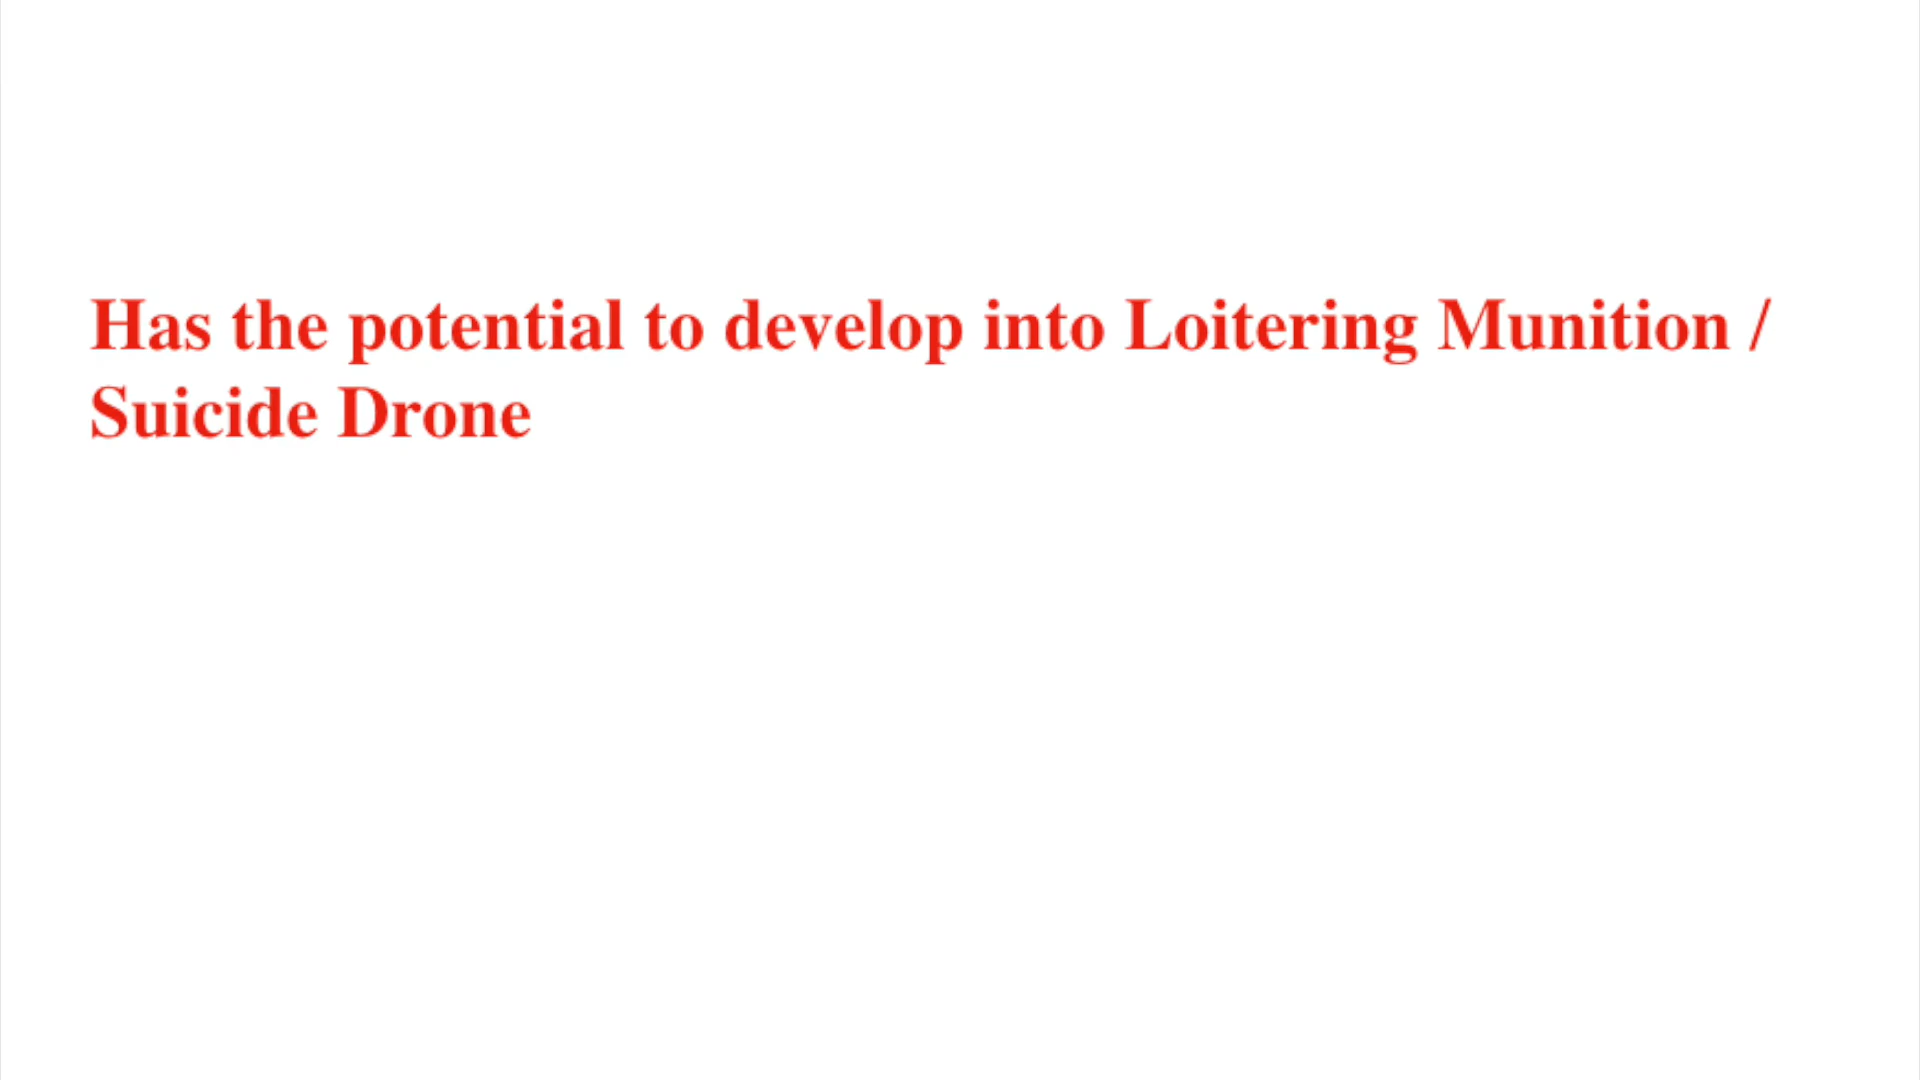 Has the potential to develop into Loitering Munition /
Suicide Drone